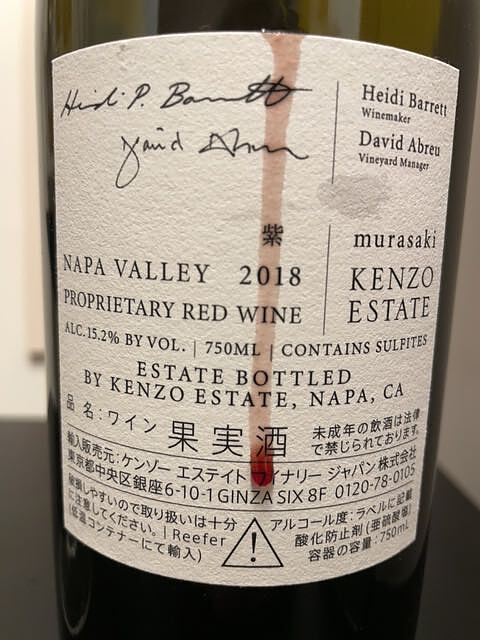 Heidi P. Barrett
David Abreu
Heidi Barrett
Winemaker
David Abreu
Vineyard Manager
紫
murasaki
NAPA VALLEY 2018
PROPRIETARY RED WINE
KENZO
ESTATE
ALC.15.2% BY VOL. | 750ML | CONTAINS SULFITES
ESTATE BOTTLED
BY KENZO ESTATE, NAPA, CA
品名:ワイン 果実酒
未成年の飲酒は法律
で禁じられております。
輸入販売元:ケンゾー エステイト ワイナリー ジャパン 株式会社
東京都中央区銀座6-10-1 GINZA SIX 8F 0120-78-0105
破損しやすいので取り扱いは十分
に注意してください。| Reefer
(低温コンテナーにて輸入)
!
アルコール度:ラベルに記載
酸化防止剤(亜硫酸塩)
容器の容量:750mL